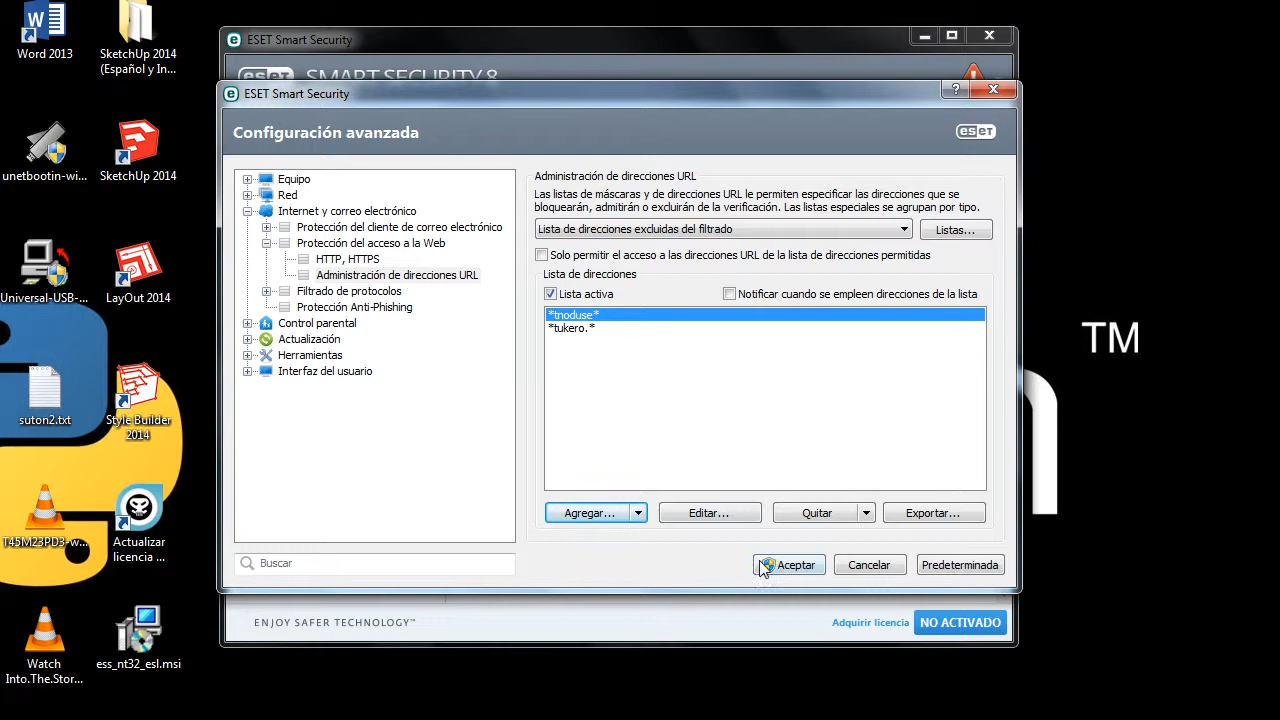 Word 2013
SketchUp 2014
(Español y In...
unetbootin-wi...
SketchUp 2014
Universal-USB-...
LayOut 2014
suton2.txt
Style Builder
2014
T45M23PD3-w...
Actualizar
licencia ...
Watch
Into.The.Stor...
ess_nt32_esl.msi
ESET Smart Security
eset SMART SECURITY 8
ESET Smart Security
?
Configuración avanzada
eset
Equipo
Red
Internet y correo electrónico
Protección del cliente de correo electrónico
Protección del acceso a la Web
HTTP, HTTPS
Administración de direcciones URL
Filtrado de protocolos
Protección Anti-Phishing
Control parental
Actualización
Herramientas
Interfaz del usuario
Buscar
Administración de direcciones URL
Las listas de máscaras y de direcciones URL le permiten especificar las direcciones que se
bloquearán, admitirán o excluirán de la verificación. Las listas especiales se agrupan por tipo.
Lista de direcciones excluidas del filtrado
Listas...
Solo permitir el acceso a las direcciones URL de la lista de direcciones permitidas
Lista de direcciones
Lista activa
Notificar cuando se empleen direcciones de la lista
*tnoduse*
*tukero.*
Agregar...
Editar...
Quitar
Exportar...
Aceptar
Cancelar
Predeterminada
ENJOY SAFER TECHNOLOGY™
Adquirir licencia
NO ACTIVADO
TM
n